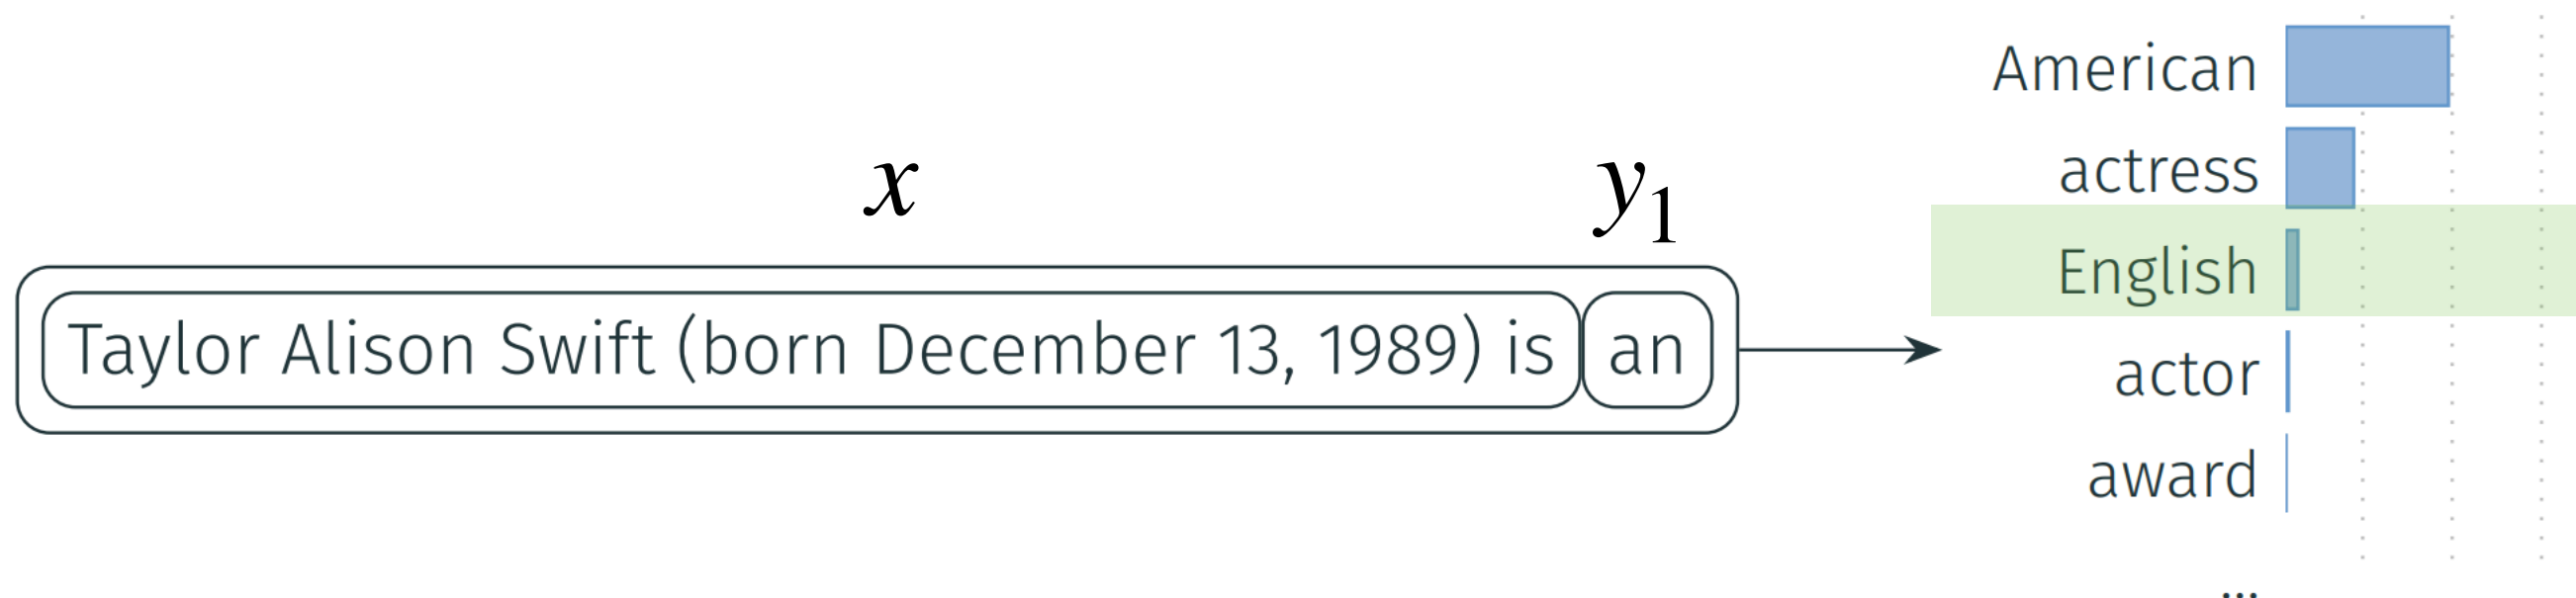 x
y₁
Taylor Alison Swift (born December 13, 1989) is an
American
actress
English
actor
award
...